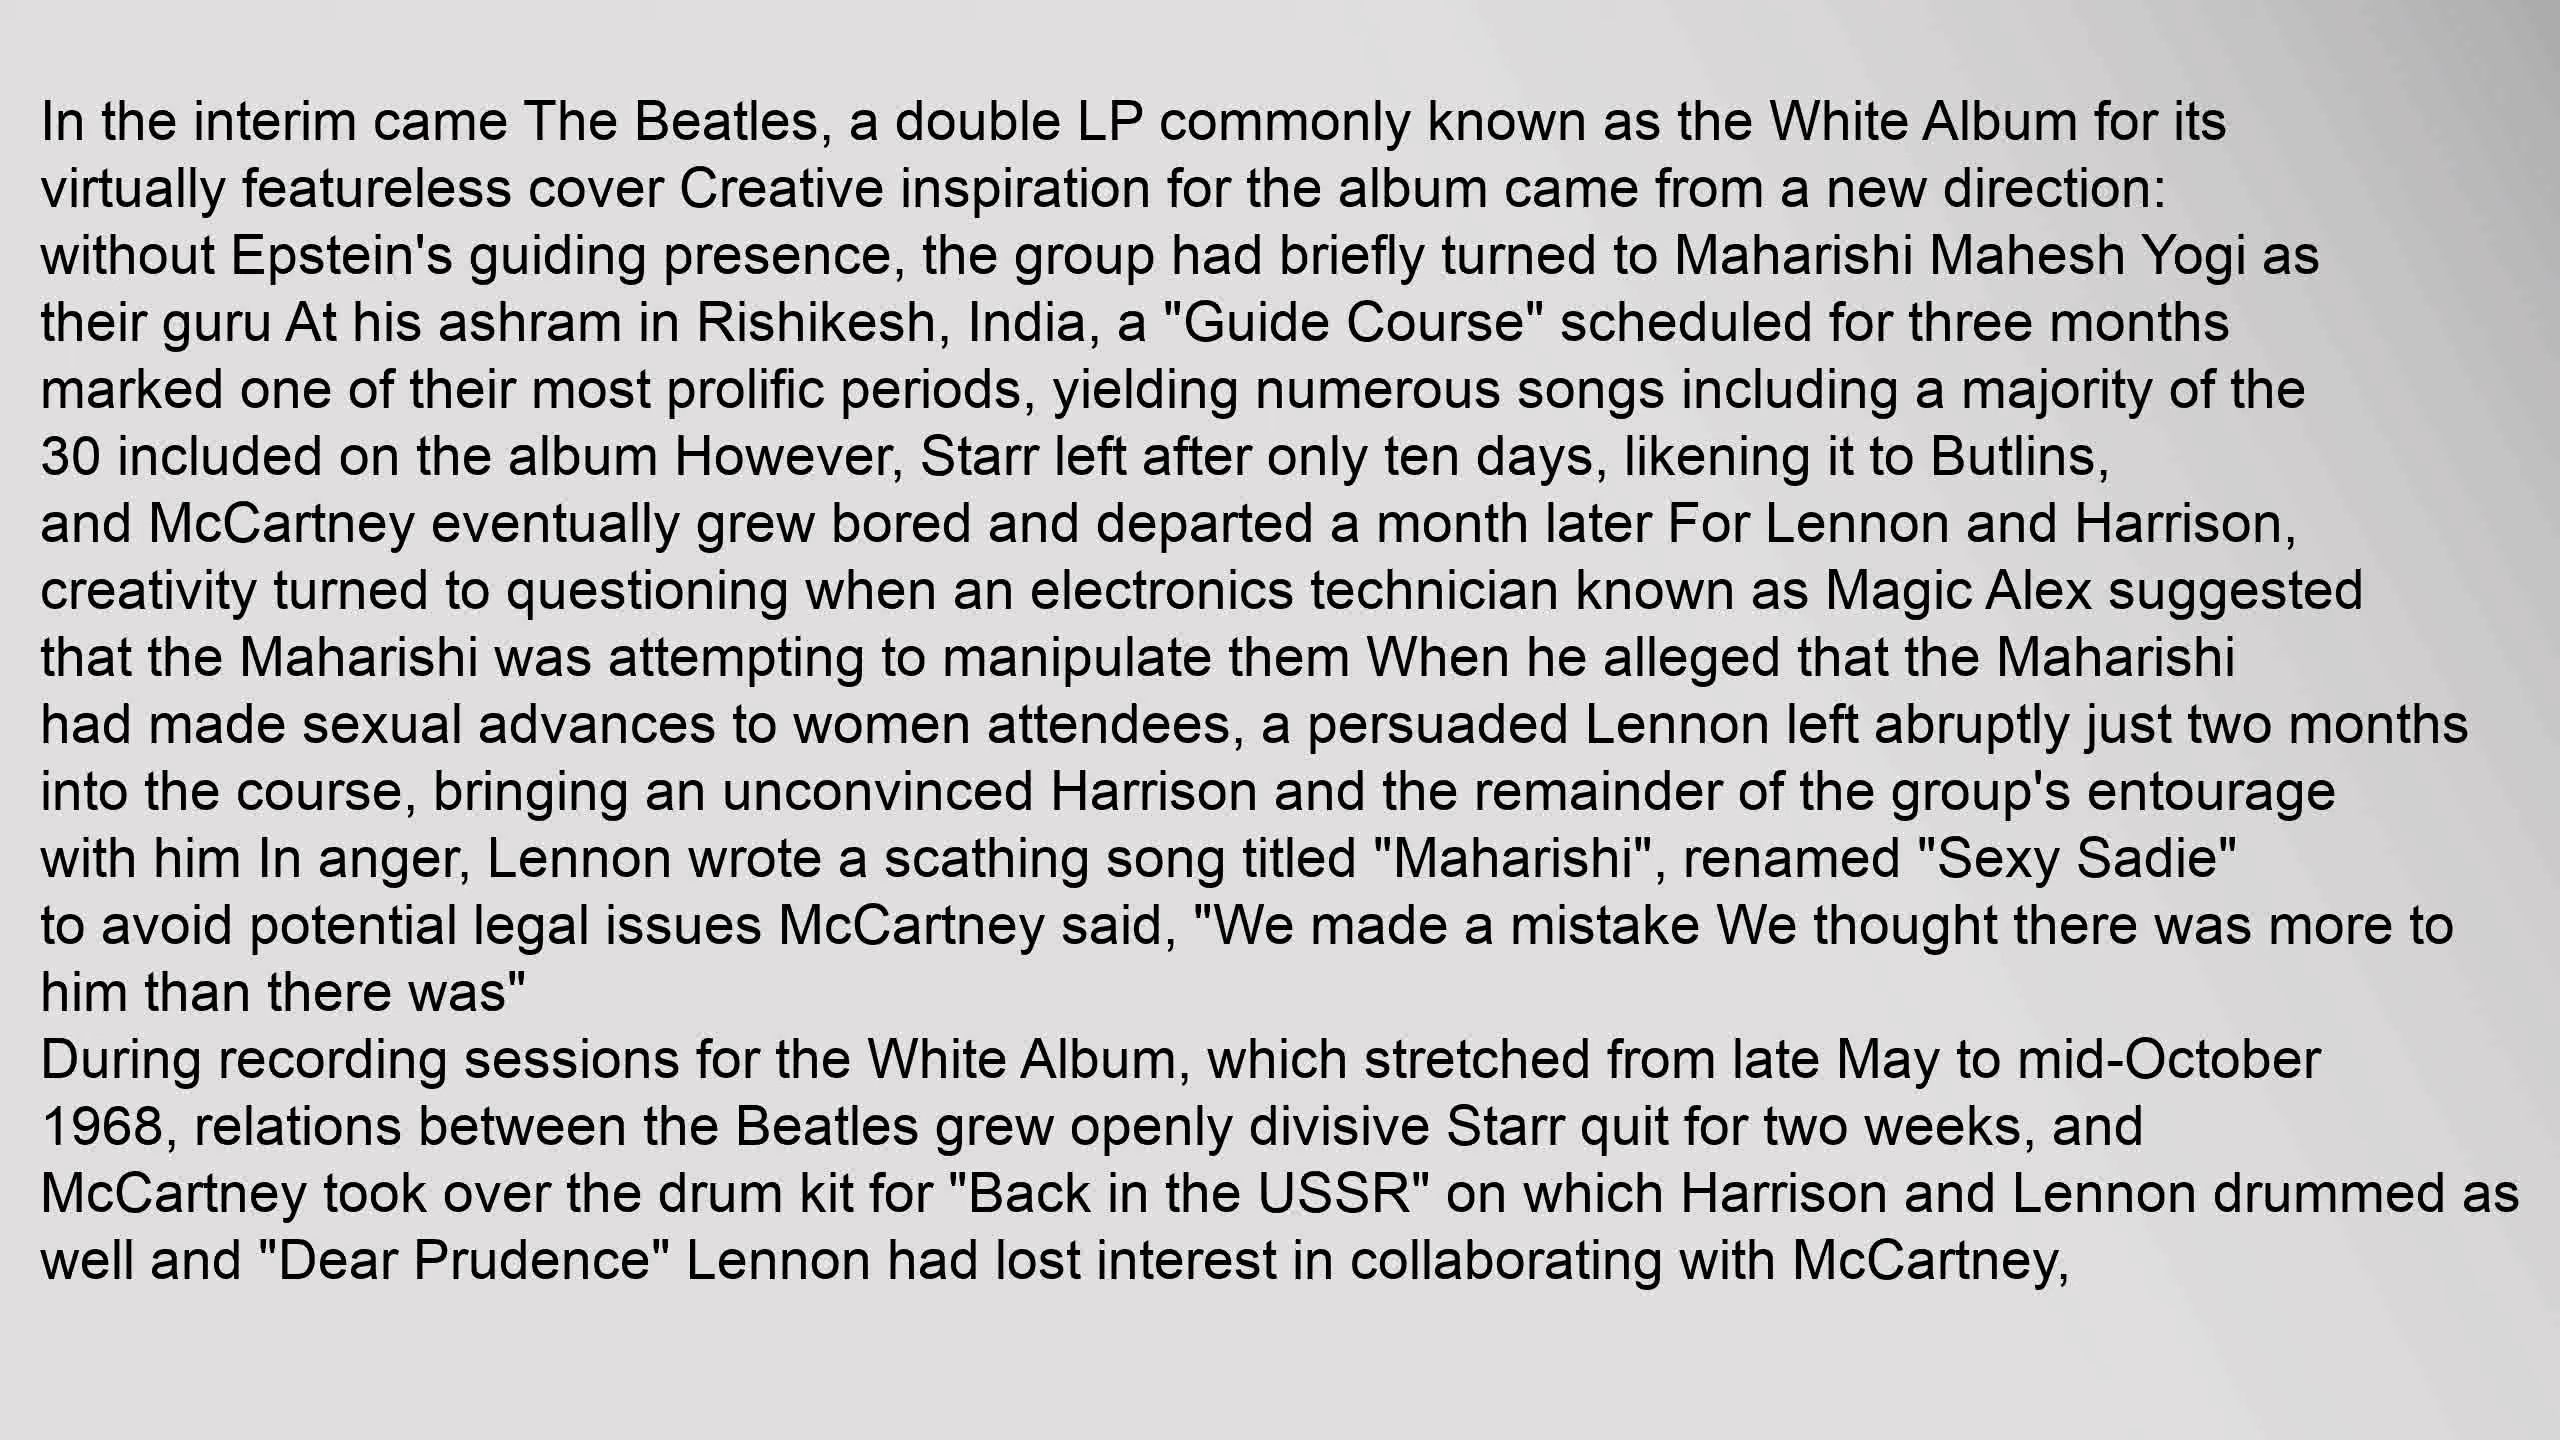 In the interim came The Beatles, a double LP commonly known as the White Album for its
virtually featureless cover Creative inspiration for the album came from a new direction:
without Epstein's guiding presence, the group had briefly turned to Maharishi Mahesh Yogi as
their guru At his ashram in Rishikesh, India, a "Guide Course" scheduled for three months
marked one of their most prolific periods, yielding numerous songs including a majority of the
30 included on the album However, Starr left after only ten days, likening it to Butlins,
and McCartney eventually grew bored and departed a month later For Lennon and Harrison,
creativity turned to questioning when an electronics technician known as Magic Alex suggested
that the Maharishi was attempting to manipulate them When he alleged that the Maharishi
had made sexual advances to women attendees, a persuaded Lennon left abruptly just two months
into the course, bringing an unconvinced Harrison and the remainder of the group's entourage
with him In anger, Lennon wrote a scathing song titled "Maharishi", renamed "Sexy Sadie"
to avoid potential legal issues McCartney said, "We made a mistake We thought there was more to
him than there was"
During recording sessions for the White Album, which stretched from late May to mid-October
1968, relations between the Beatles grew openly divisive Starr quit for two weeks, and
McCartney took over the drum kit for "Back in the USSR" on which Harrison and Lennon drummed as
well and "Dear Prudence" Lennon had lost interest in collaborating with McCartney,